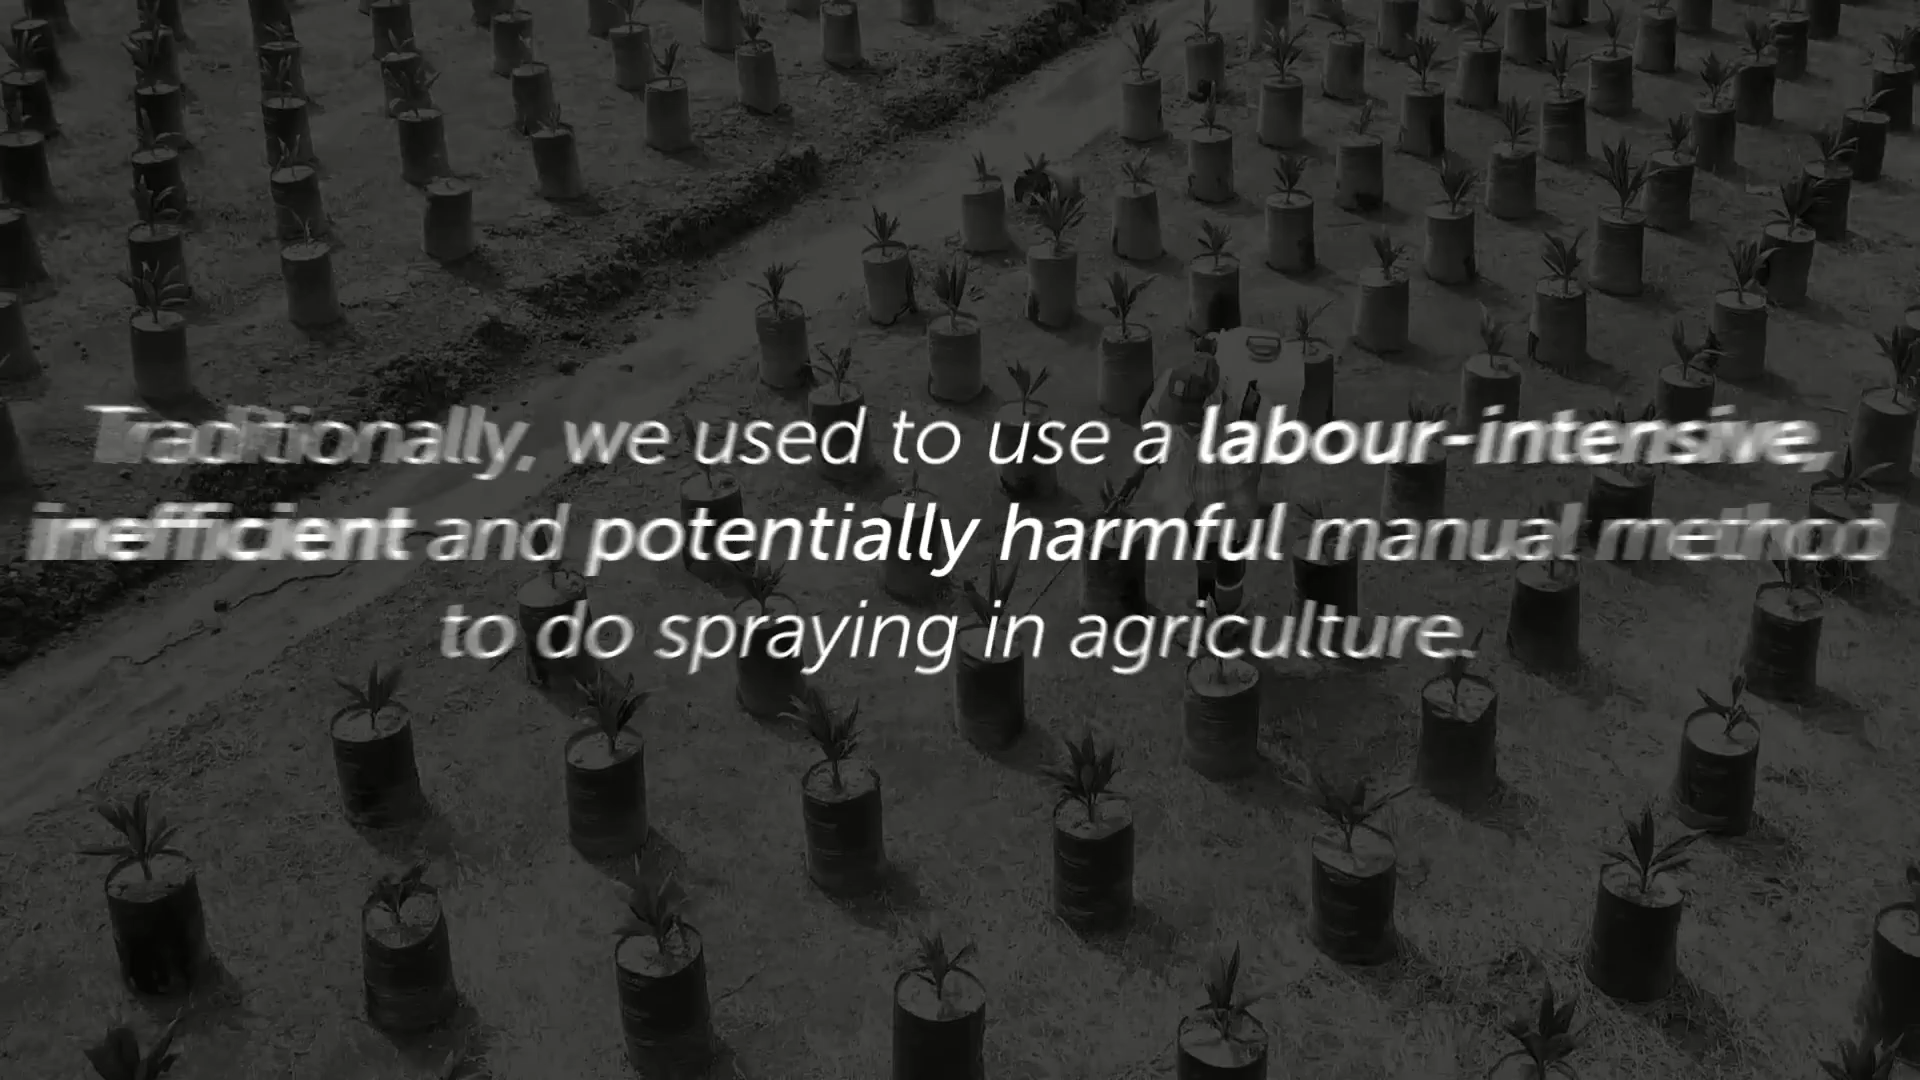 Traditionally, we used to use a labour-intensive,
inefficient and potentially harmful manual method
to do spraying in agriculture.